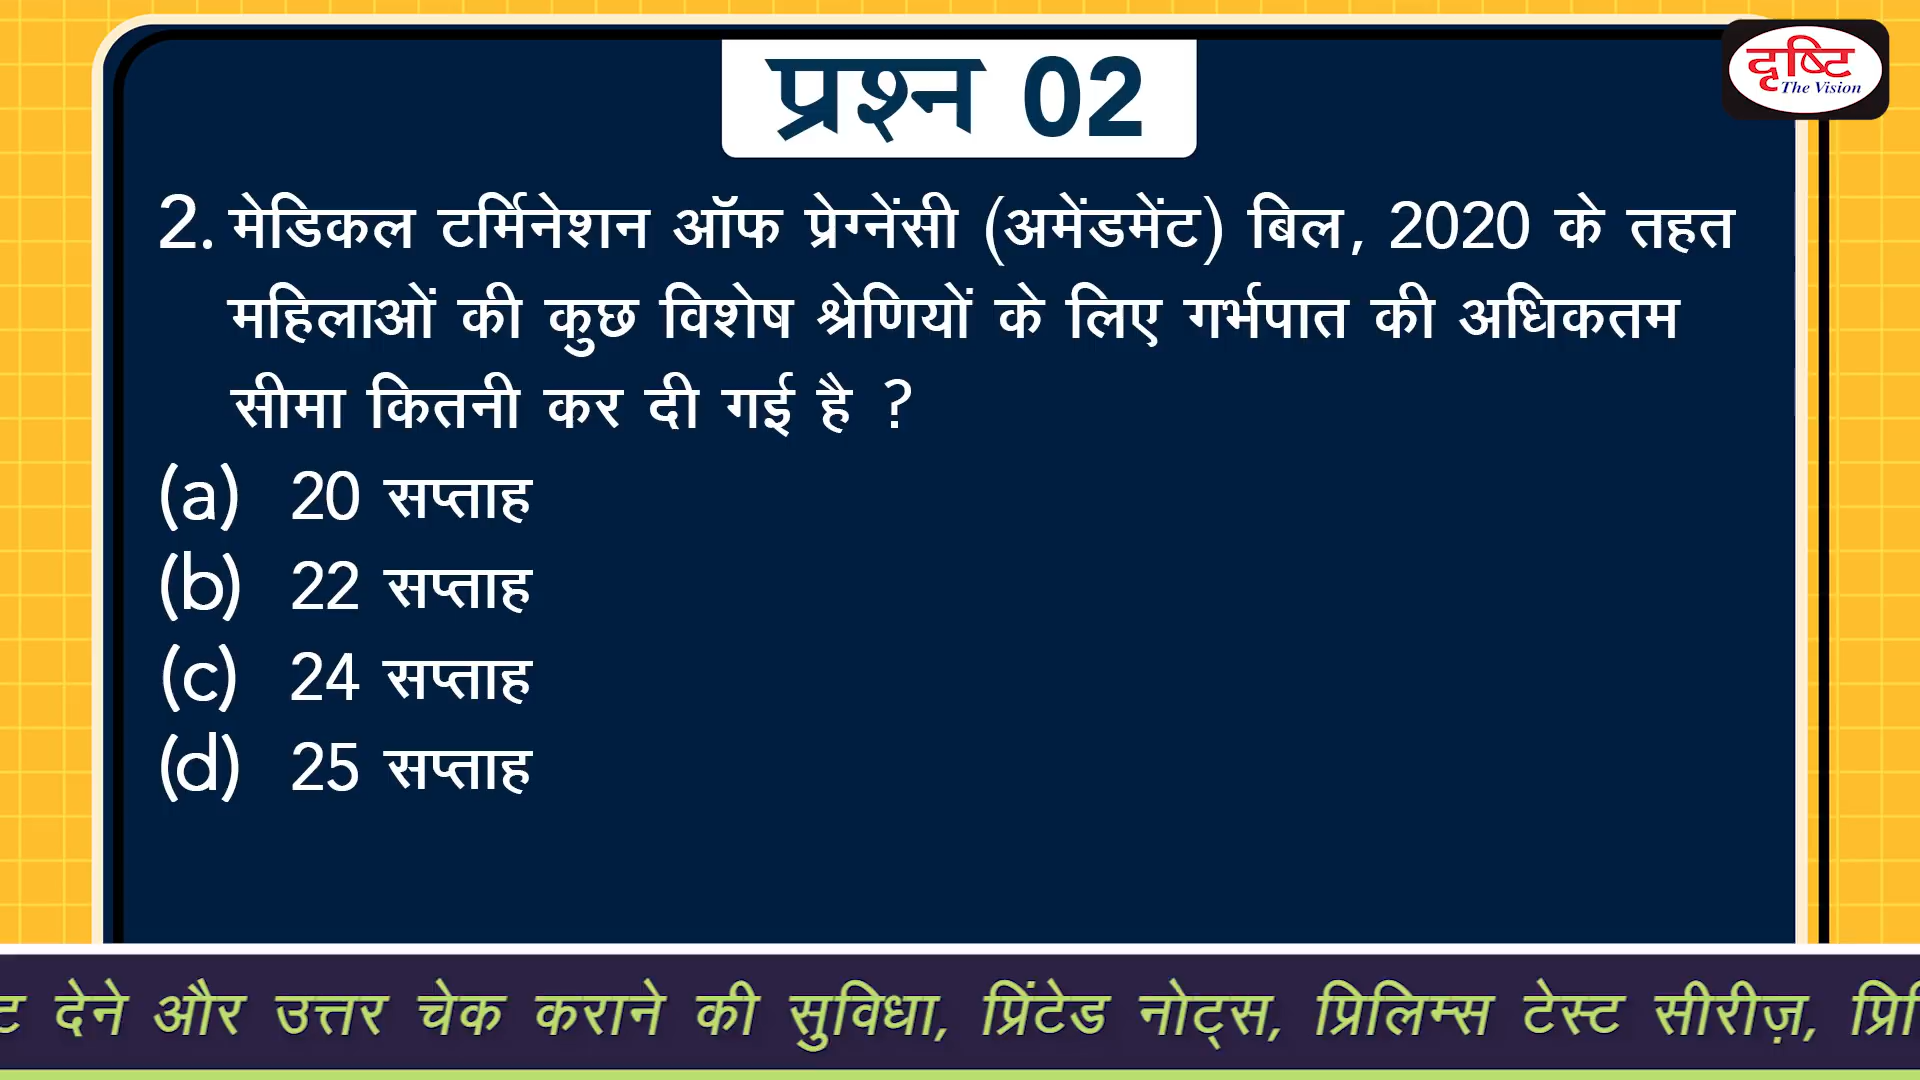 प्रश्न 02
दृष्टि
The Vision
2. मेडिकल टर्मिनेशन ऑफ प्रेग्नेंसी (अमेंडमेंट) बिल, 2020 के तहत
महिलाओं की कुछ विशेष श्रेणियों के लिए गर्भपात की अधिकतम
सीमा कितनी कर दी गई है ?
(a) 20 सप्ताह
(b) 22 सप्ताह
(c) 24 सप्ताह
(d) 25 सप्ताह
देने और उत्तर चेक कराने की सुविधा, प्रिंटेड नोट्स, प्रिलिम्स टेस्ट सीरीज़,